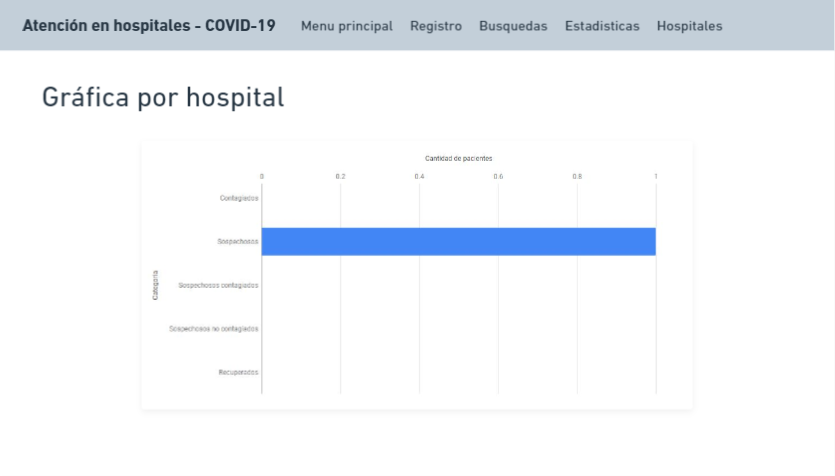 Atención en hospitales - COVID-19 Menu principal Registro Busquedas Estadisticas Hospitales
Gráfica por hospital
Cantidad de pacientes
0 0.2 0.4 0.6 0.8 1
Contagiados
Sospechosos
Categoría
Sospechosos contagiados
Sospechosos no contagiados
Recuperados